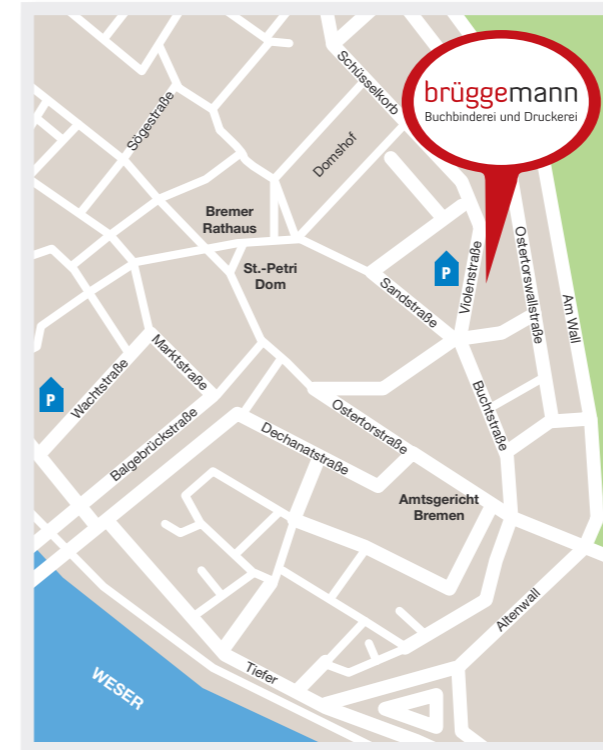 Schüsselkorb
brüggemann
Buchbinderei und Druckerei
Sögestraße
Domshof
Bremer
Rathaus
St.-Petri
Dom
P
Violenstraße
Ostertorswallstraße
Am Wall
Sandstraße
Marktstraße
Wachtstraße
P
Balgebrückstraße
Ostertorstraße
Buchtstraße
Dechanatstraße
Amtsgericht
Bremen
Altenwall
Tiefer
WESER